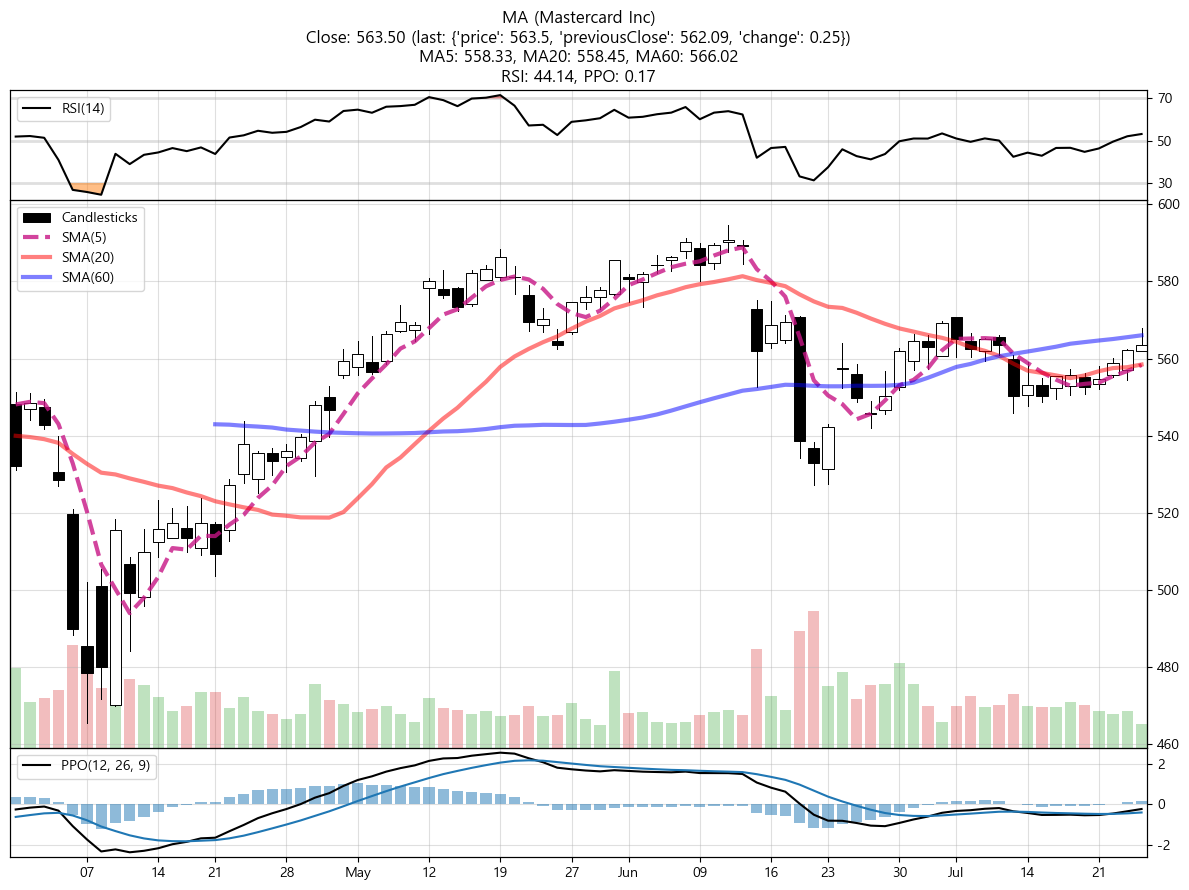 MA (Mastercard Inc)
Close: 563.50 (last: {'price': 563.5, 'previousClose': 562.09, 'change': 0.25})
MA5: 558.33, MA20: 558.45, MA60: 566.02
RSI: 44.14, PPO: 0.17
RSI(14)
70
50
30
Candlesticks
SMA(5)
SMA(20)
SMA(60)
600
580
560
540
520
500
480
460
PPO(12, 26, 9)
2
0
-2
07 14 21 28 May 12 19 27 Jun 09 16 23 30 Jul 14 21